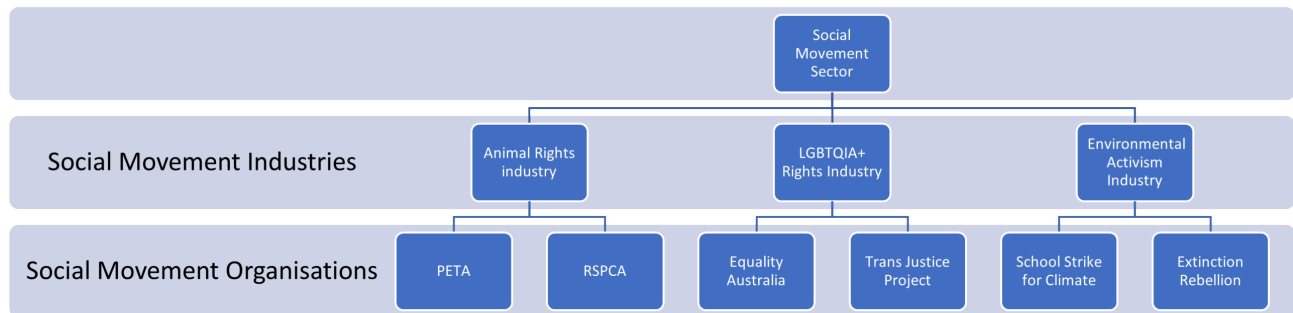 Social
Movement
Sector
Social Movement Industries
Animal Rights
industry
LGBTQIA+
Rights Industry
Environmental
Activism
Industry
Social Movement Organisations
PETA
RSPCA
Equality
Australia
Trans Justice
Project
School Strike
for Climate
Extinction
Rebellion